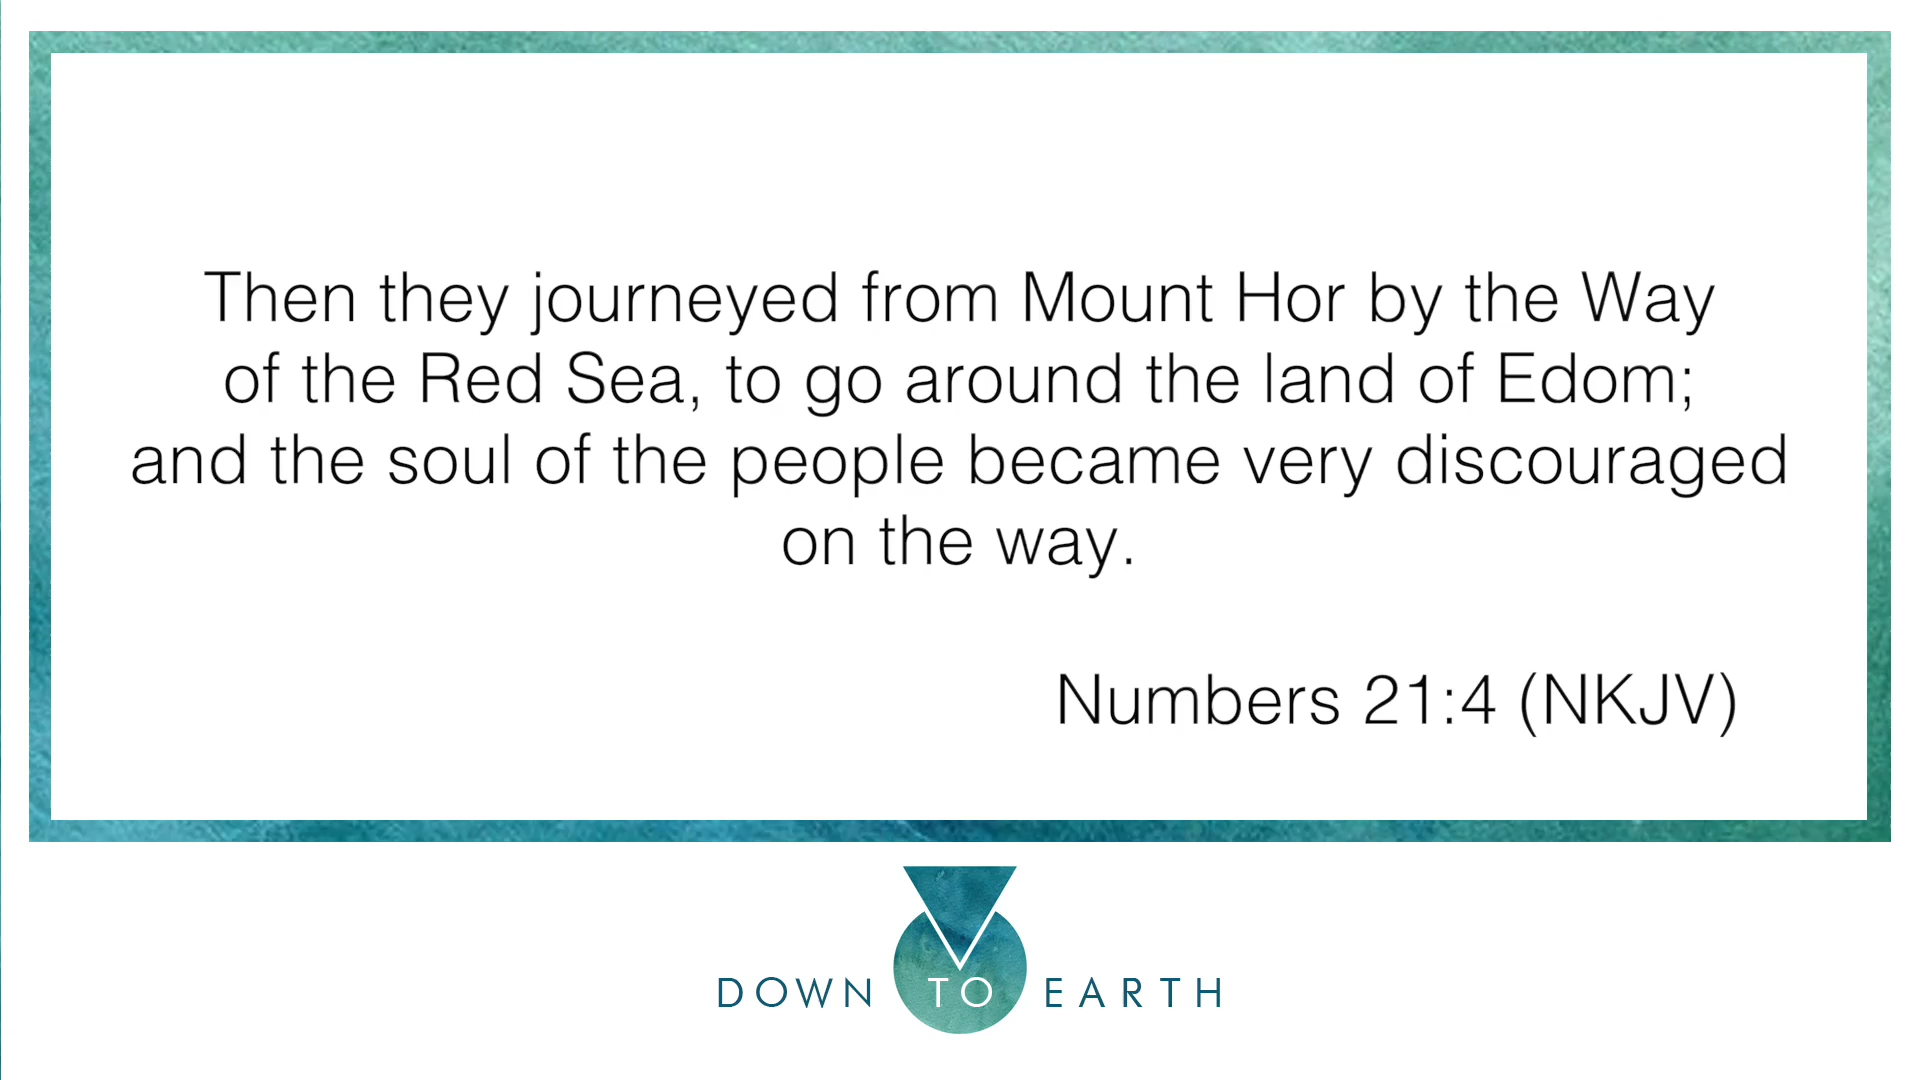 Then they journeyed from Mount Hor by the Way
of the Red Sea, to go around the land of Edom;
and the soul of the people became very discouraged
on the way.
Numbers 21:4 (NKJV)
DOWN TO EARTH